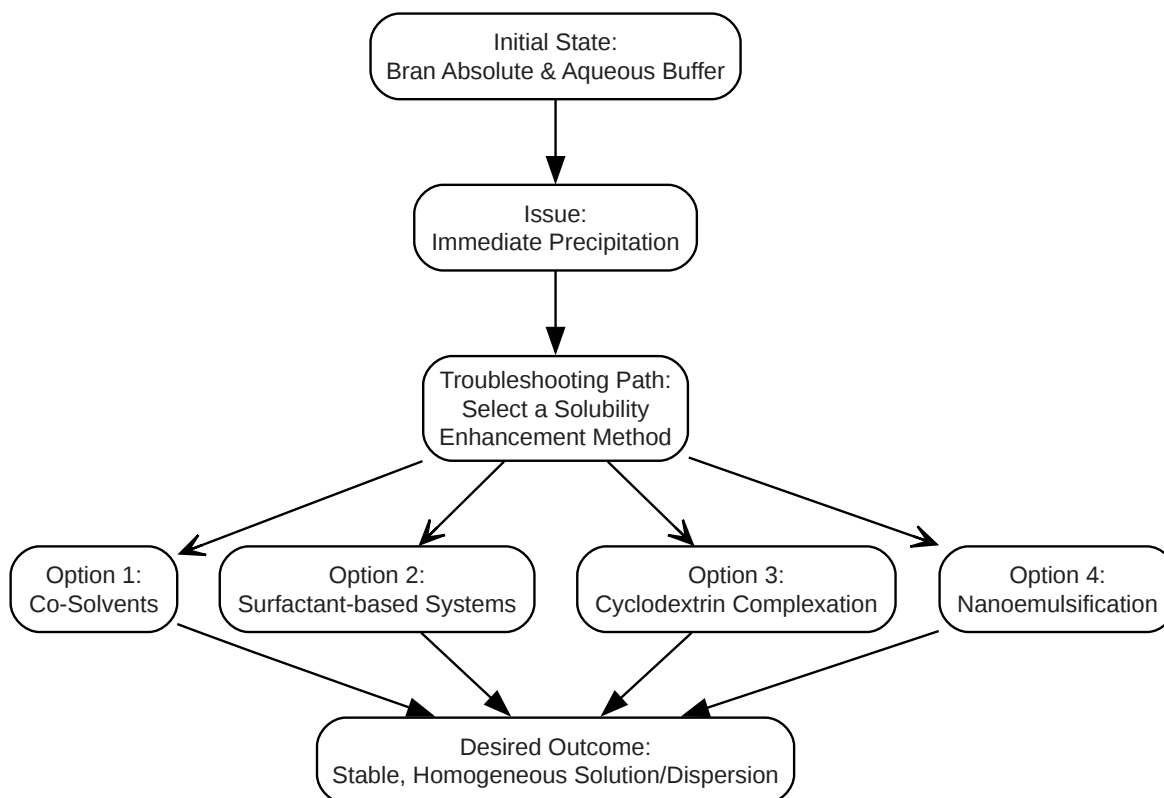 Initial State:
Bran Absolute & Aqueous Buffer
Issue:
Immediate Precipitation
Troubleshooting Path:
Select a Solubility
Enhancement Method
Option 1:
Co-Solvents
Option 2:
Surfactant-based Systems
Option 3:
Cyclodextrin Complexation
Option 4:
Nanoemulsification
Desired Outcome:
Stable, Homogeneous Solution/Dispersion